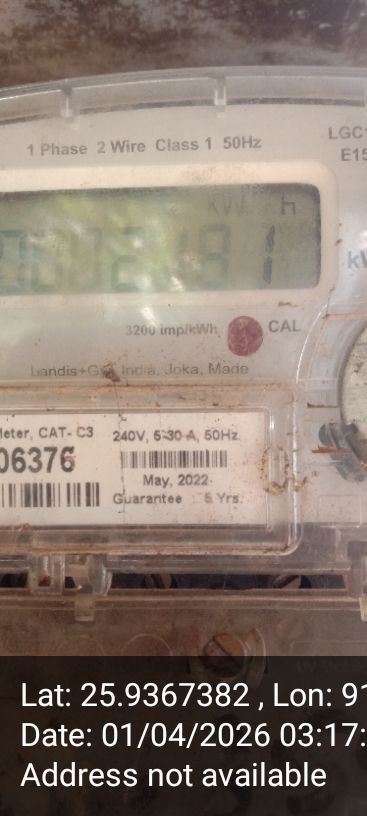 1 Phase 2 Wire Class 1 50Hz
LGC1
E15
kW h
kW
3200 imp/kWh
CAL
Landis+Gyr, India, Joka, Made
Meter, CAT- C3
240V, 5-30 A, 50Hz.
06376
May, 2022
Guarantee : 5 Yrs.
Lat: 25.9367382 , Lon: 91
Date: 01/04/2026 03:17:
Address not available